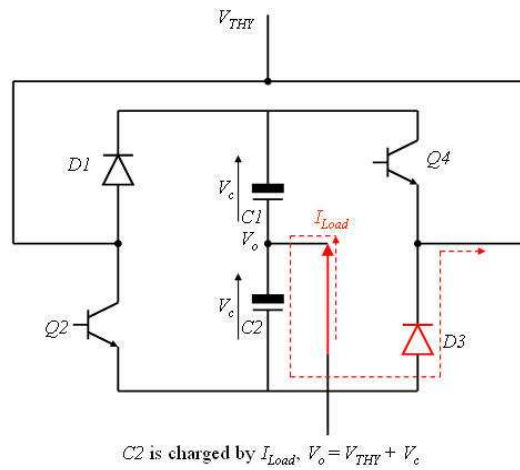 V_THY
D1
Q4
V_c
C1
I_Load
V_o
V_c
C2
Q2
D3
C2 is charged by I_Load, V_o = V_THY + V_c